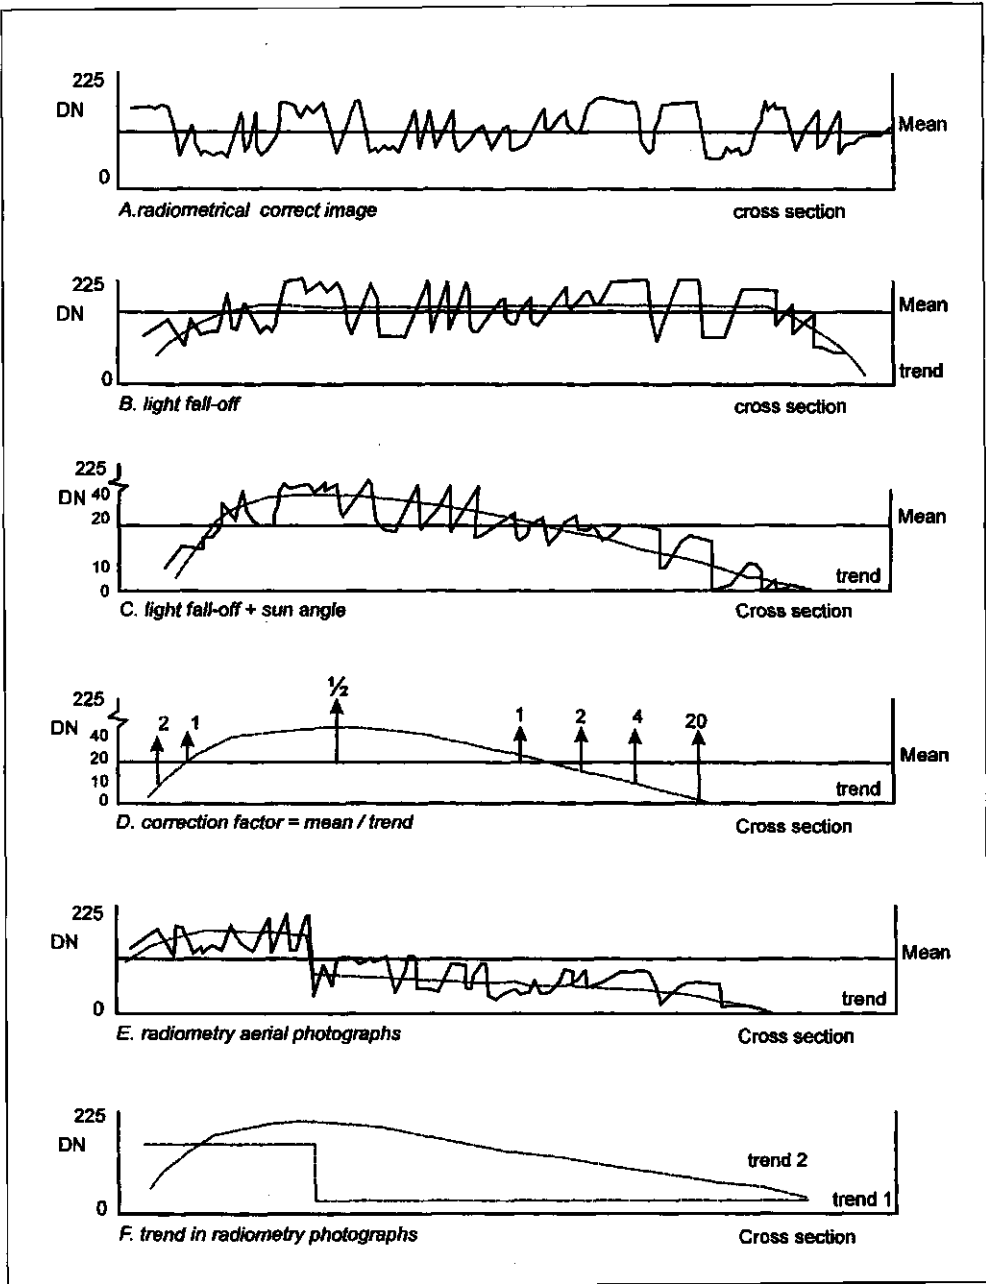 225
DN
Mean
0
A.radiometrical correct image
cross section
225
DN
Mean
0
trend
B. light fall-off
cross section
225
DN 40
20
Mean
10
0
trend
C. light fall-off + sun angle
Cross section
½
225
2 1 1 2 4 20
DN
40
20
Mean
10
trend
0
D. correction factor = mean / trend
Cross section
225
DN
Mean
trend
0
E. radiometry aerial photographs
Cross section
225
DN
trend 2
trend 1
0
F. trend in radiometry photographs
Cross section